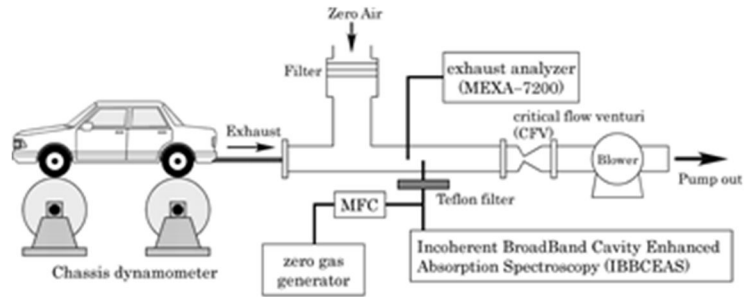 Zero Air
Filter
exhaust analyzer
(MEXA-7200)
critical flow venturi
(CFV)
Exhaust
Blower
Pump out
Teflon filter
MFC
zero gas
generator
Incoherent BroadBand Cavity Enhanced
Absorption Spectroscopy (IBBCEAS)
Chassis dynamometer